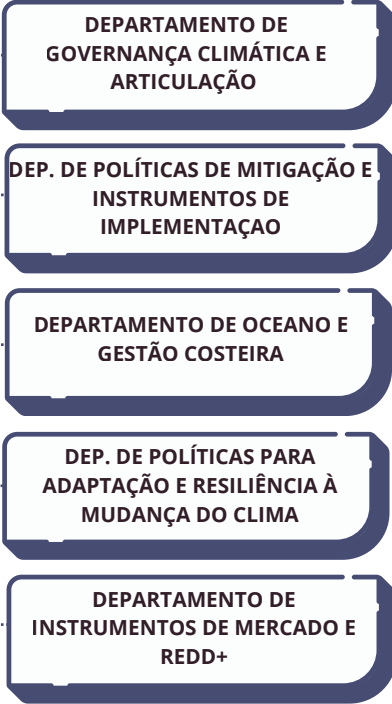 DEPARTAMENTO DE
GOVERNANÇA CLIMÁTICA E
ARTICULAÇÃO
DEP. DE POLÍTICAS DE MITIGAÇÃO E
INSTRUMENTOS DE
IMPLEMENTAÇAO
DEPARTAMENTO DE OCEANO E
GESTÃO COSTEIRA
DEP. DE POLÍTICAS PARA
ADAPTAÇÃO E RESILIÊNCIA À
MUDANÇA DO CLIMA
DEPARTAMENTO DE
INSTRUMENTOS DE MERCADO E
REDD+